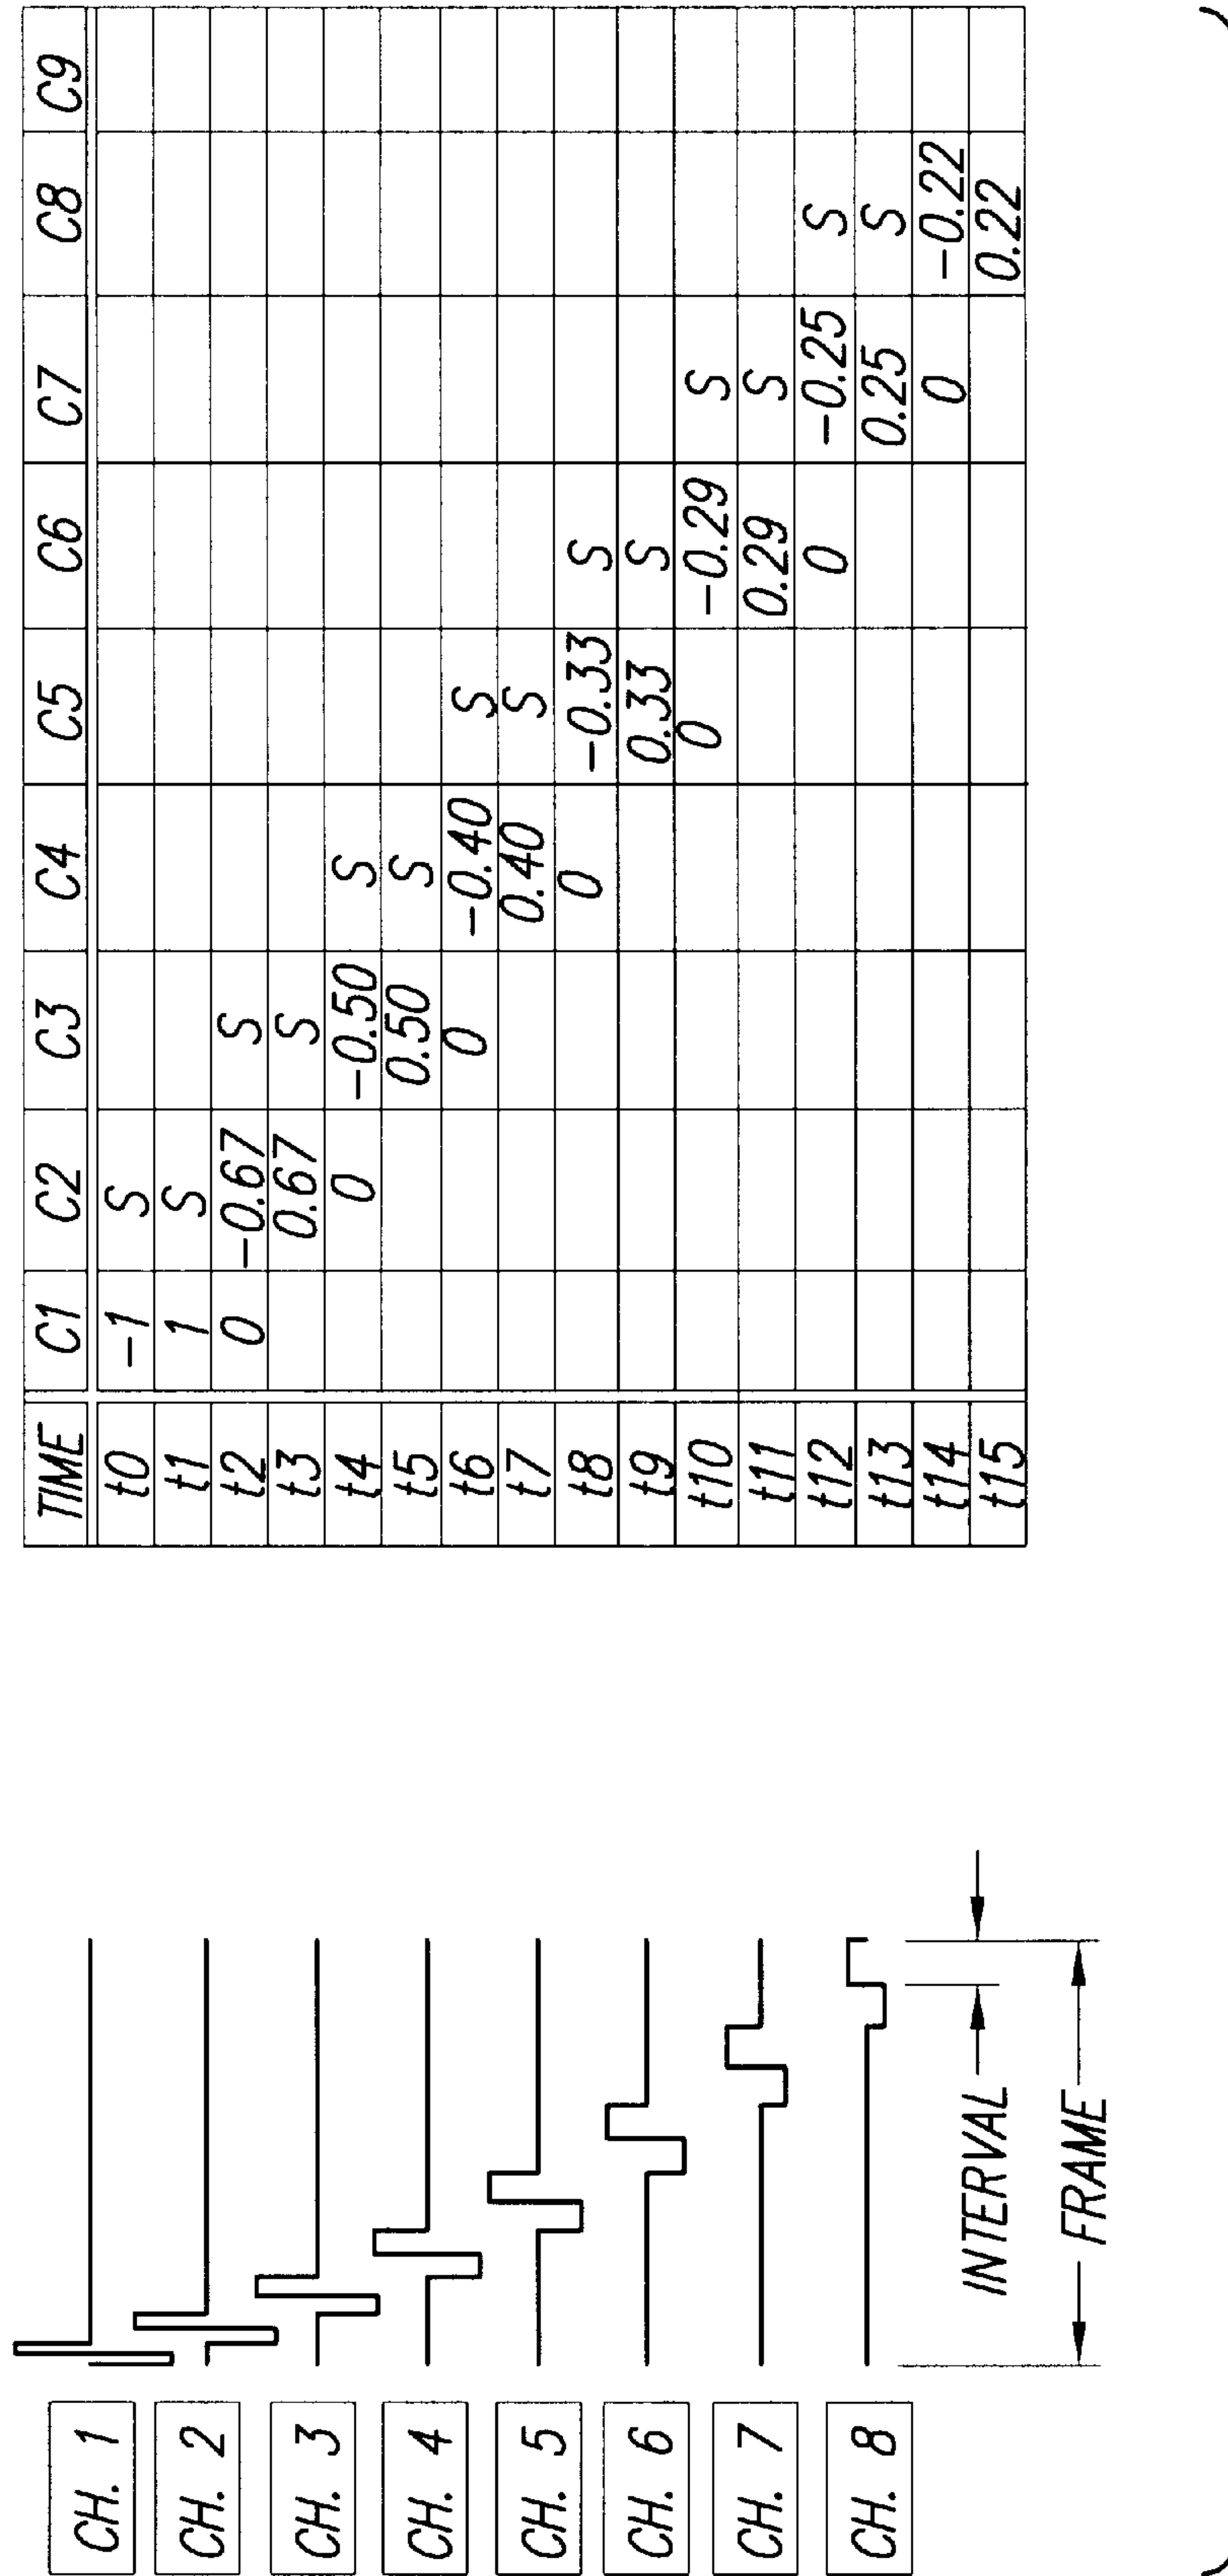 TIME C1 C2 C3 C4 C5 C6 C7 C8 C9
t0 -1 S
t1 1 S
t2 0 -0.67 S
t3 0.67 S
t4 0 -0.50 S
t5 0.50 S
t6 0 -0.40 S
t7 0.40 S
t8 0 -0.33 S
t9 0.33 S
t10 0 -0.29 S
t11 0.29 S
t12 0 -0.25 S
t13 0.25 S
t14 0 -0.22
t15 0.22
CH. 1
CH. 2
CH. 3
CH. 4
CH. 5
CH. 6
CH. 7
CH. 8
INTERVAL
FRAME